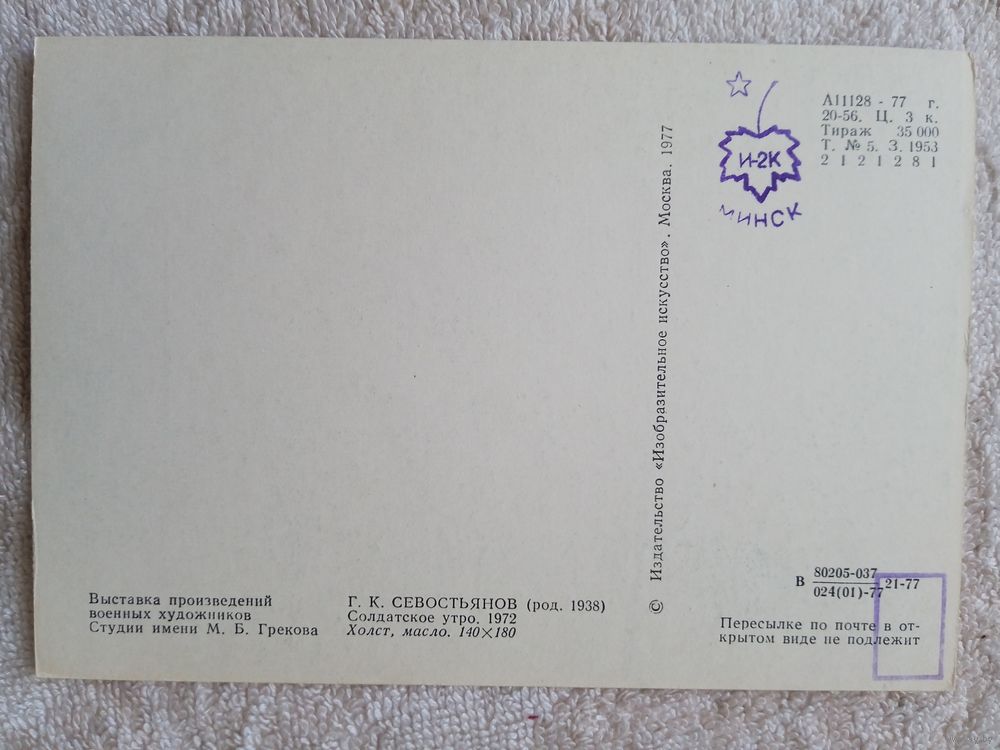 И-2К
МИНСК
А11128 - 77 г.
20-56. Ц. 3 к.
Тираж 35 000
Т. № 5. З. 1953
2 1 2 1 2 8 1
© Издательство «Изобразительное искусство». Москва. 1977
Выставка произведений
военных художников
Студии имени М. Б. Грекова
Г. К. СЕВОСТЬЯНОВ (род. 1938)
Солдатское утро. 1972
Холст, масло. 140×180
80205-037
В 21-77
024(01)-77
Пересылке по почте в от-
крытом виде не подлежит